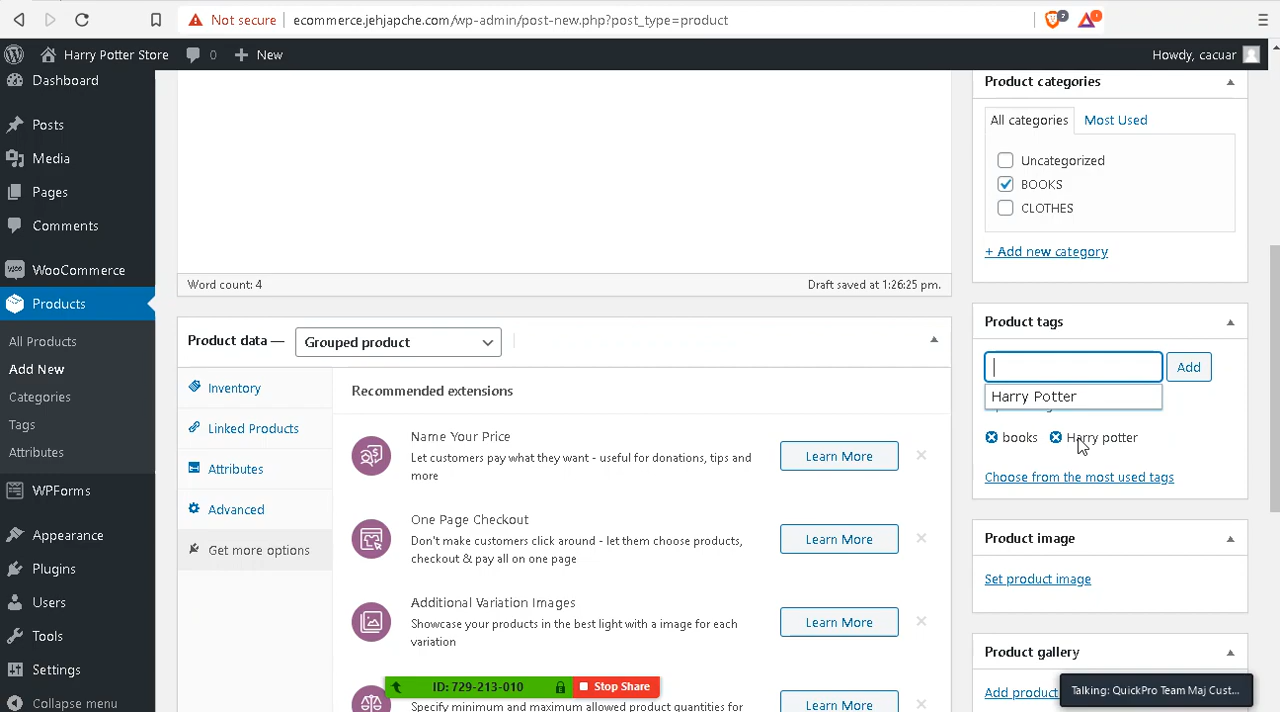 Not secure | ecommerce.jehjapche.com/wp-admin/post-new.php?post_type=product
2
1
Harry Potter Store 0 New Howdy, cacuar
Dashboard
Posts
Media
Pages
Comments
WooCommerce
Products
All Products
Add New
Categories
Tags
Attributes
WPForms
Appearance
Plugins
Users
Tools
Settings
Collapse menu
Word count: 4 Draft saved at 1:26:25 pm.
Product data — Grouped product
Inventory
Linked Products
Attributes
Advanced
Get more options
Recommended extensions
Name Your Price
Let customers pay what they want - useful for donations, tips and
more
Learn More
One Page Checkout
Don't make customers click around - let them choose products,
checkout & pay all on one page
Learn More
Additional Variation Images
Showcase your products in the best light with a image for each
variation
Learn More
Specify minimum and maximum allowed product quantities for
Learn More
Product categories
All categories Most Used
Uncategorized
BOOKS
CLOTHES
+ Add new category
Product tags
Add
Harry Potter
books Harry potter
Choose from the most used tags
Product image
Set product image
Product gallery
Add product
ID: 729-213-010 Stop Share
Talking: QuickPro Team Maj Cust...